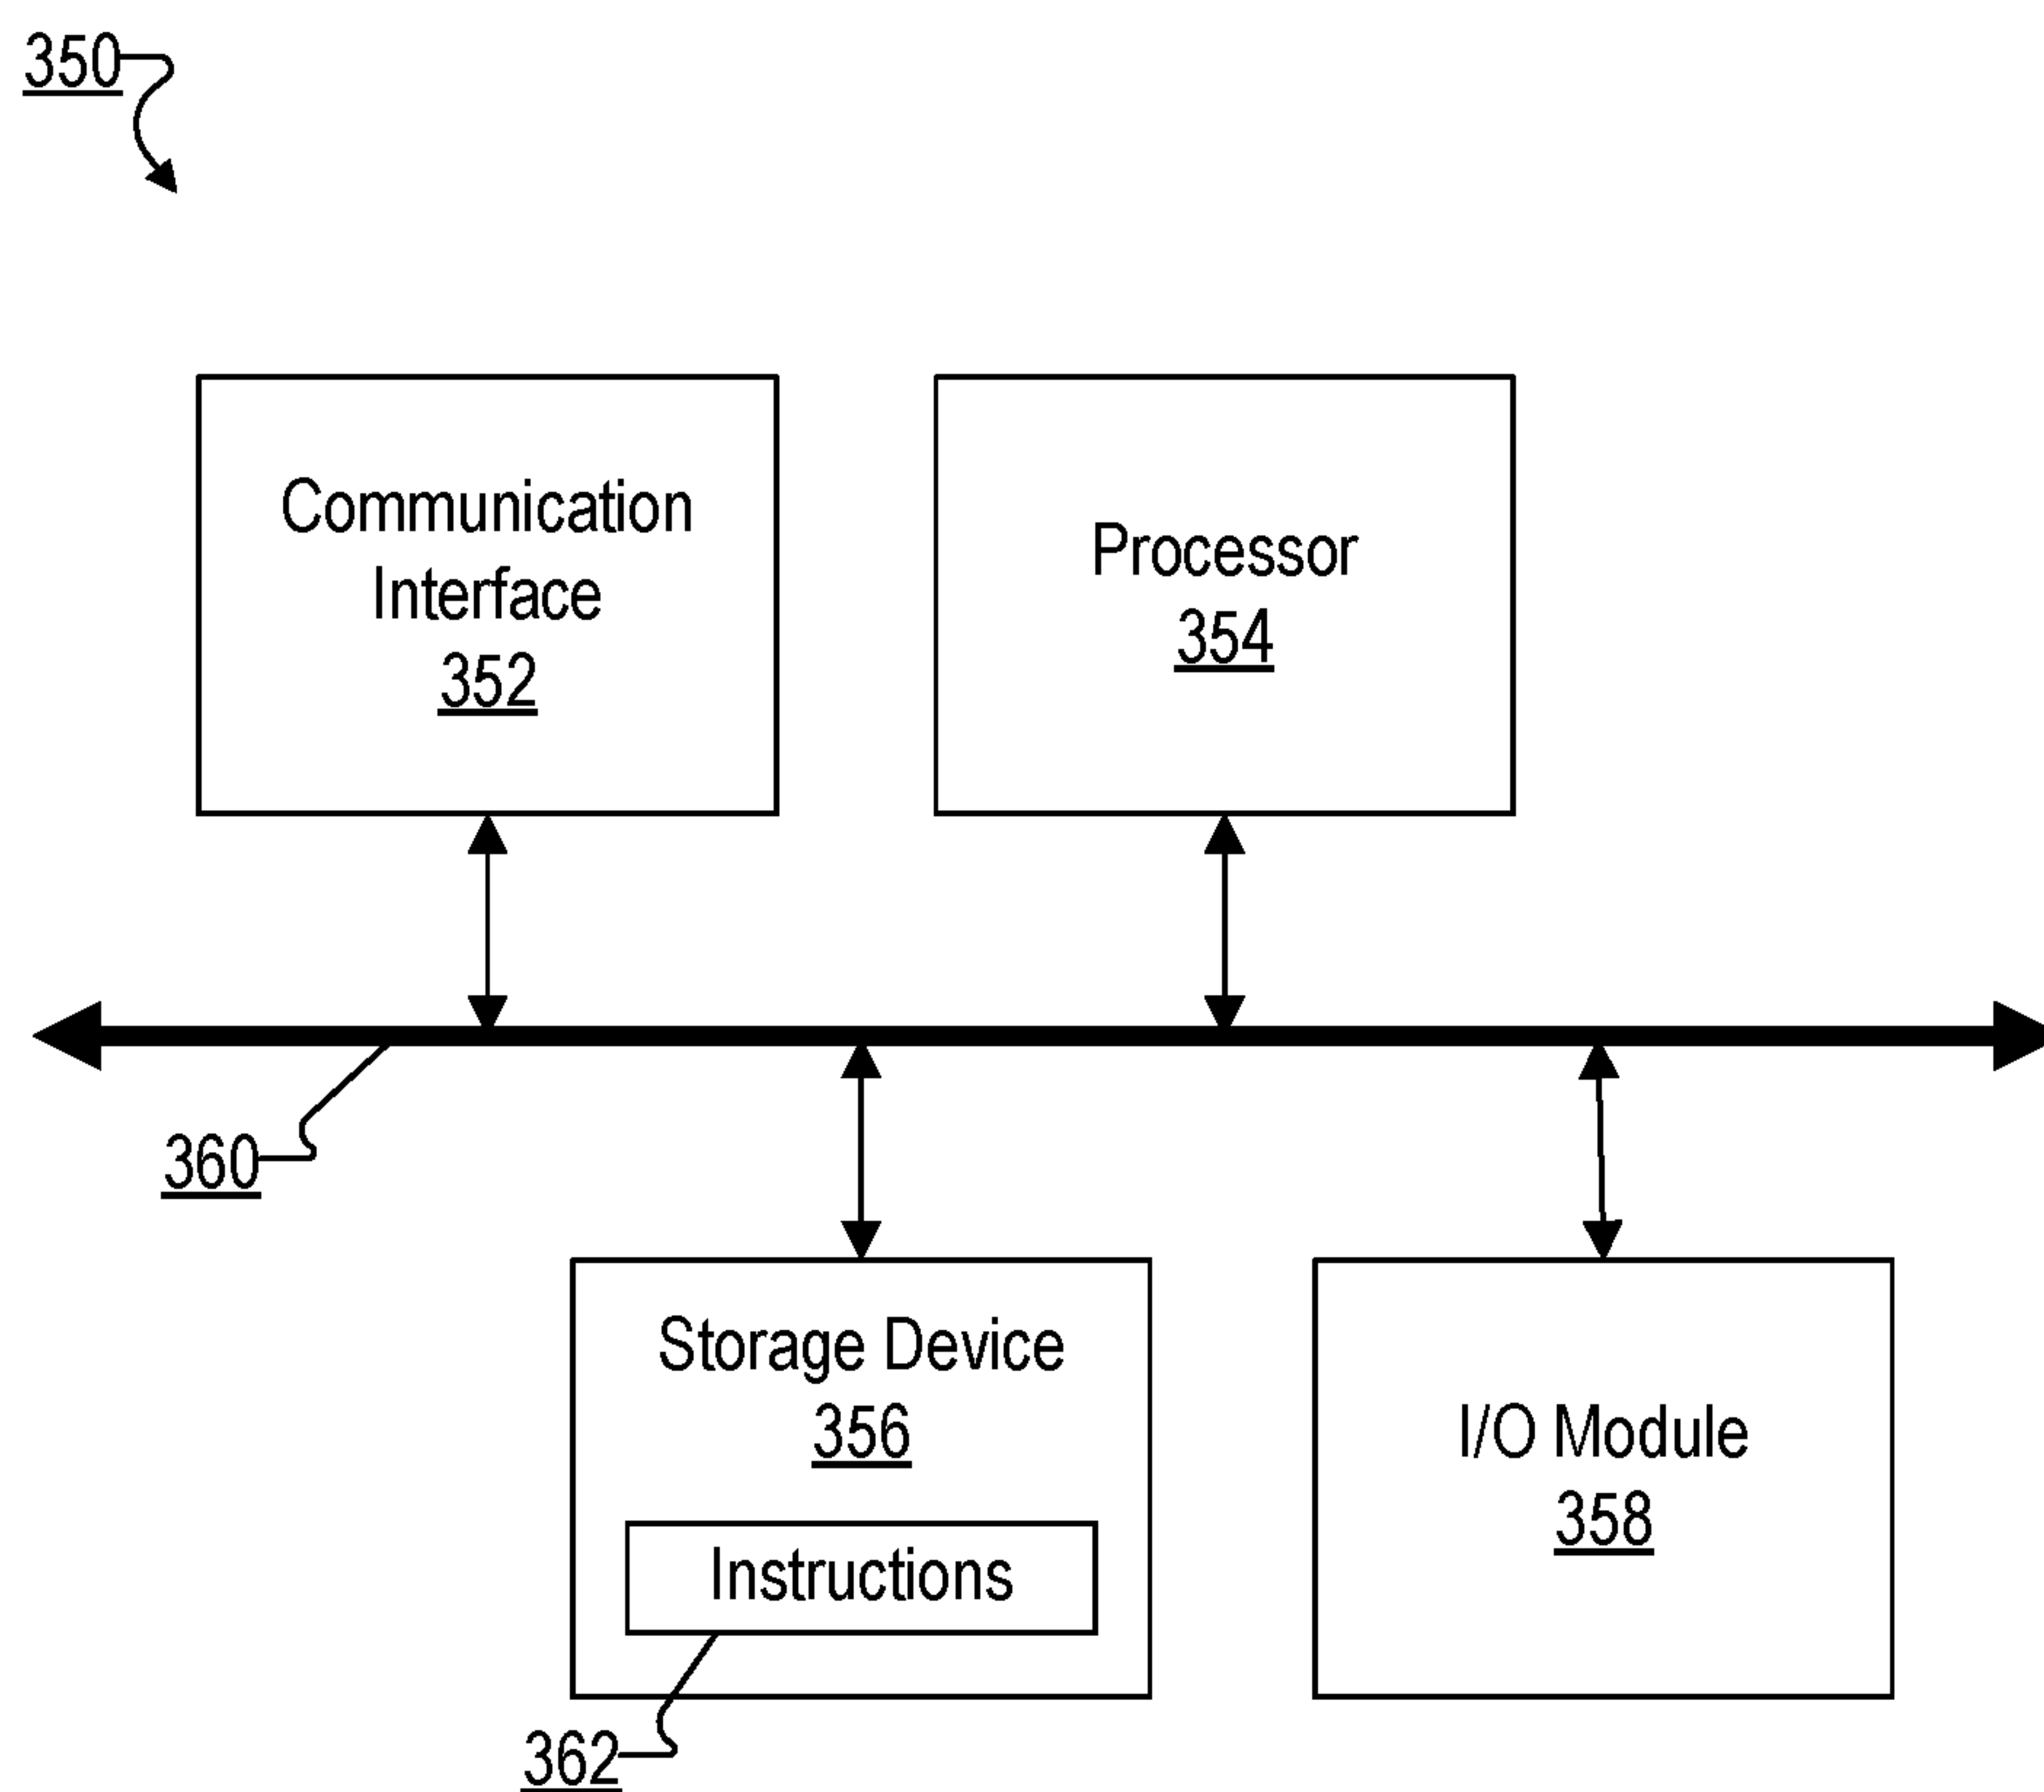 350
Communication
Interface
352
Processor
354
360
Storage Device
356
Instructions
I/O Module
358
362